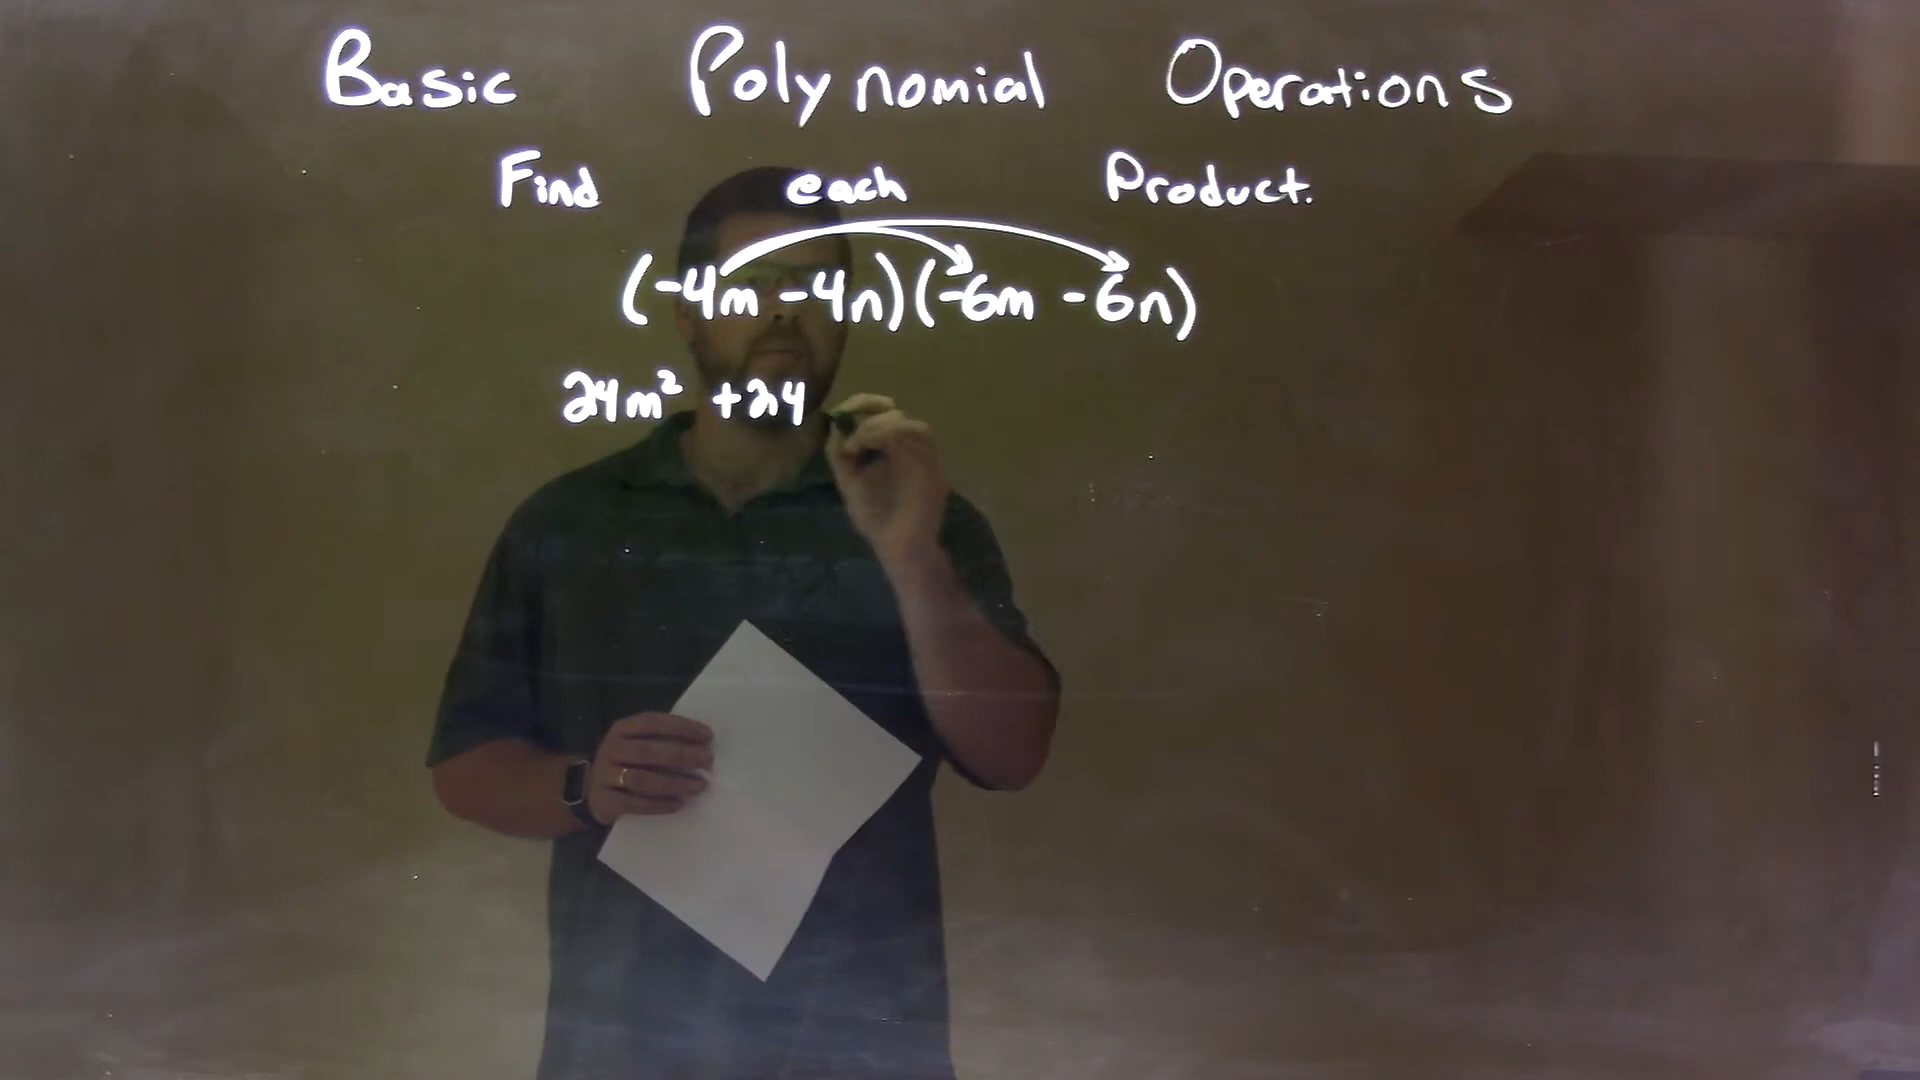 Basic Polynomial Operations
Find each Product.
(-4m -4n)(-6m -6n)
24m² +24